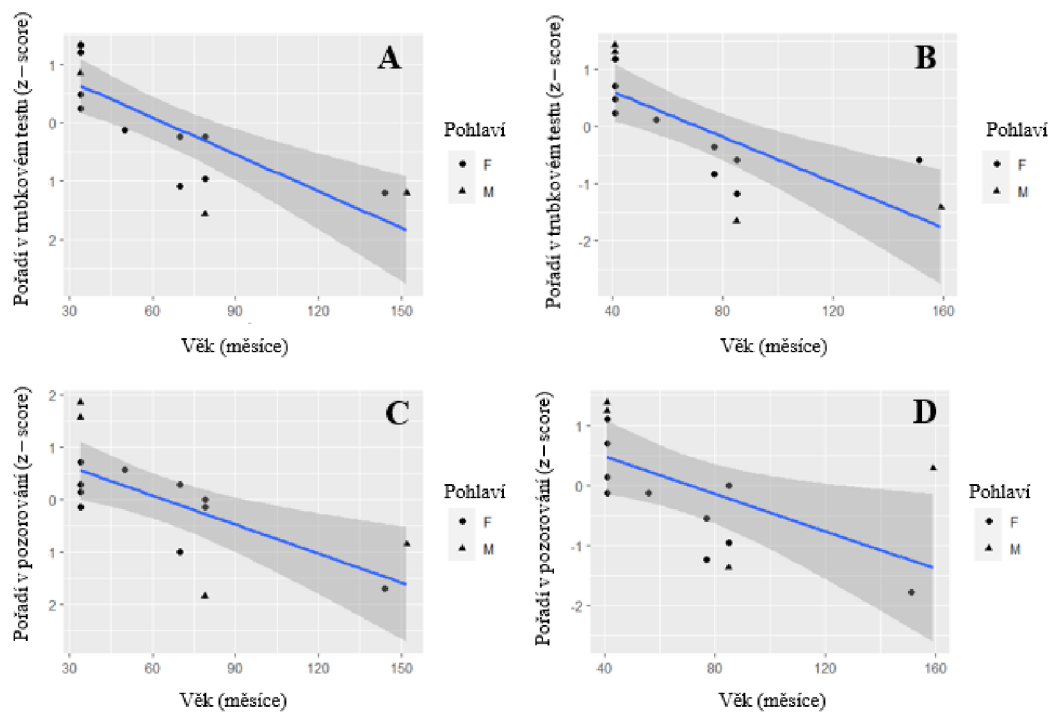 A
Pořadí v trubkovém testu (z – score)
1
0
1
2
30 60 90 120 150
Věk (měsíce)
Pohlaví
F
M
B
Pořadí v trubkovém testu (z – score)
1
0
-1
-2
40 80 120 160
Věk (měsíce)
Pohlaví
F
M
C
Pořadí v pozorování (z – score)
2
1
0
1
2
30 60 90 120 150
Věk (měsíce)
Pohlaví
F
M
D
Pořadí v pozorování (z – score)
1
0
-1
-2
40 80 120 160
Věk (měsíce)
Pohlaví
F
M